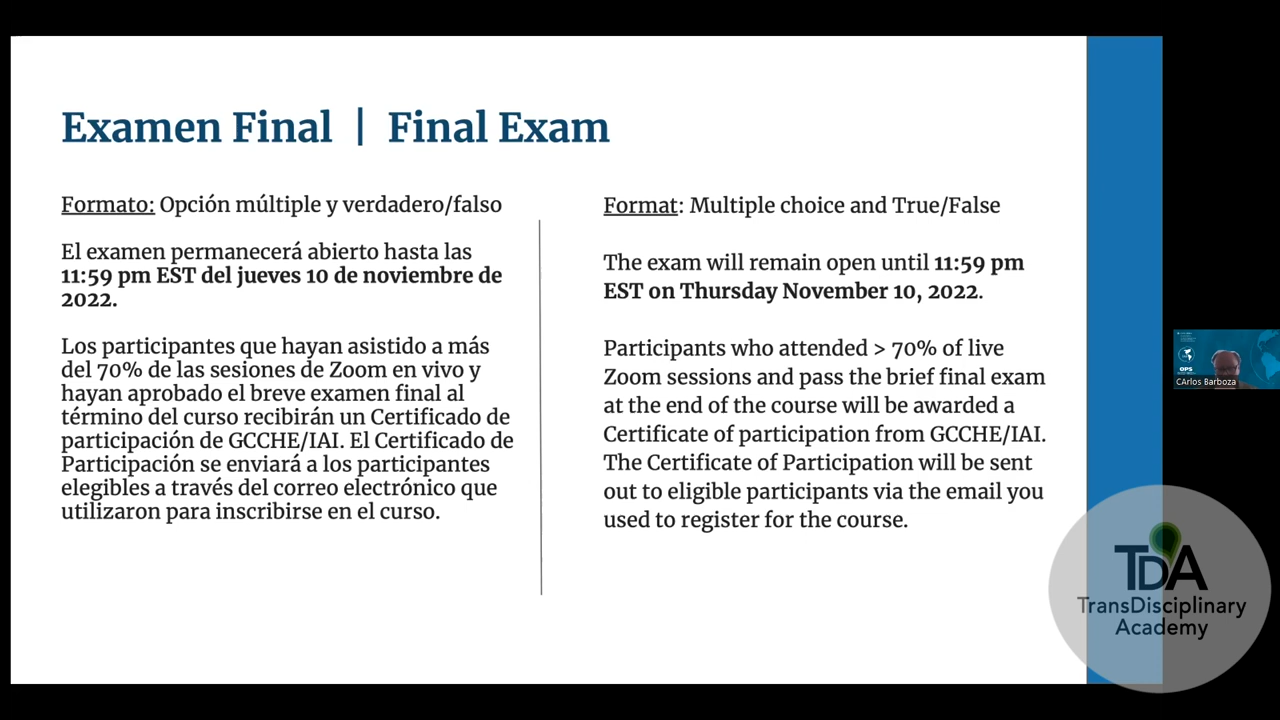 Examen Final | Final Exam
Formato: Opción múltiple y verdadero/falso
El examen permanecerá abierto hasta las
11:59 pm EST del jueves 10 de noviembre de
2022.
Los participantes que hayan asistido a más
del 70% de las sesiones de Zoom en vivo y
hayan aprobado el breve examen final al
término del curso recibirán un Certificado de
participación de GCCHE/IAI. El Certificado de
Participación se enviará a los participantes
elegibles a través del correo electrónico que
utilizaron para inscribirse en el curso.
Format: Multiple choice and True/False
The exam will remain open until 11:59 pm
EST on Thursday November 10, 2022.
Participants who attended > 70% of live
Zoom sessions and pass the brief final exam
at the end of the course will be awarded a
Certificate of participation from GCCHE/IAI.
The Certificate of Participation will be sent
out to eligible participants via the email you
used to register for the course.
OPS
CArlos Barboza
TDA
TransDisciplinary
Academy